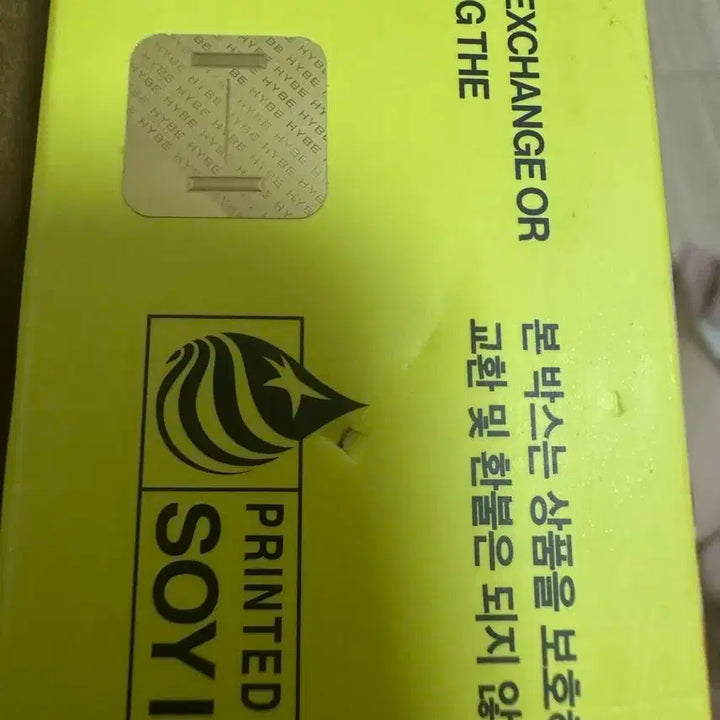 EXCHANGE OR
G THE
본 박스는 상품을 보호
교환 및 환불은 되지
PRINTED
SOY
HYBE